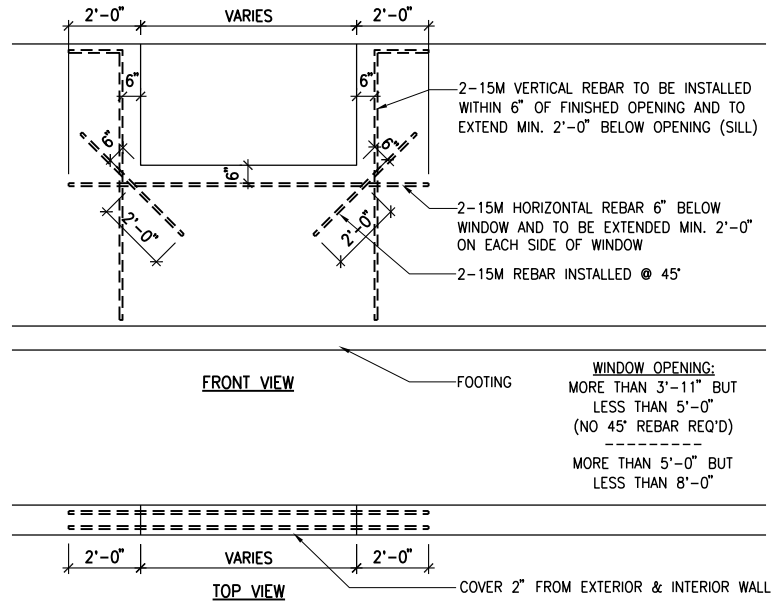 2'-0" VARIES 2'-0"
6" 6"
2-15M VERTICAL REBAR TO BE INSTALLED
WITHIN 6" OF FINISHED OPENING AND TO
EXTEND MIN. 2'-0" BELOW OPENING (SILL)
6" 6" 6"
2'-0" 2'-0"
2-15M HORIZONTAL REBAR 6" BELOW
WINDOW AND TO BE EXTENDED MIN. 2'-0"
ON EACH SIDE OF WINDOW
2-15M REBAR INSTALLED @ 45°
FRONT VIEW
FOOTING
WINDOW OPENING:
MORE THAN 3'-11" BUT
LESS THAN 5'-0"
(NO 45° REBAR REQ'D)
MORE THAN 5'-0" BUT
LESS THAN 8'-0"
2'-0" VARIES 2'-0"
TOP VIEW
COVER 2" FROM EXTERIOR & INTERIOR WALL